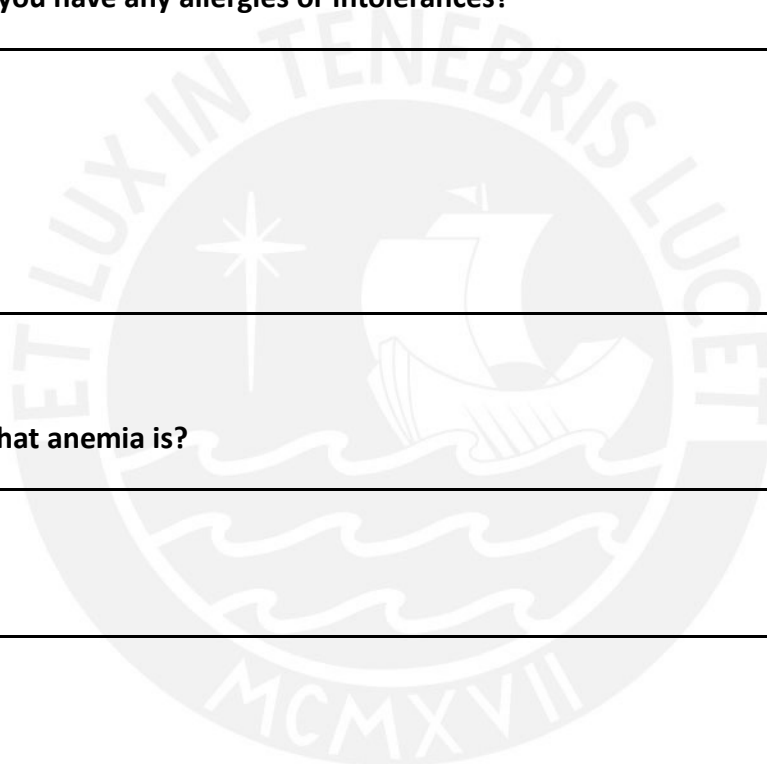 you have any allergies or intolerances?
ET LUX IN TENEBRIS LUCET
hat anemia is?
MCMXVII